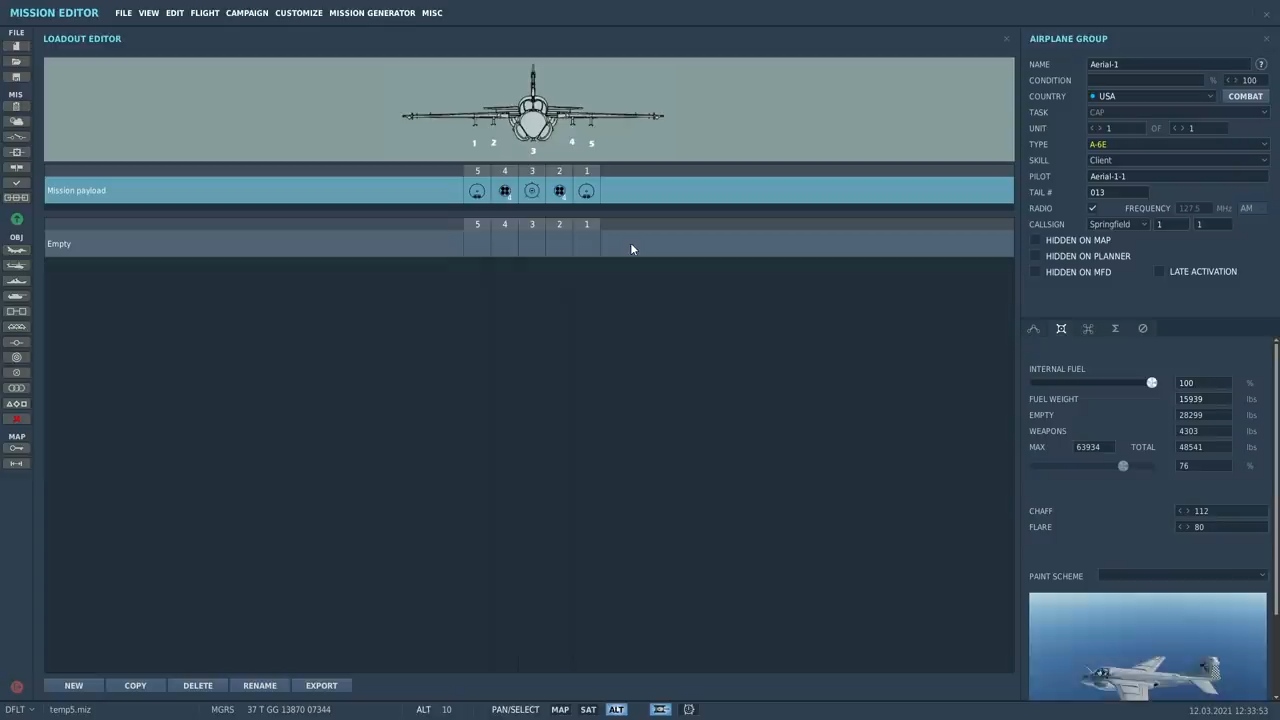 MISSION EDITOR FILE VIEW EDIT FLIGHT CAMPAIGN CUSTOMIZE MISSION GENERATOR MISC
FILE
MIS
OBJ
MAP
LOADOUT EDITOR
1 2 3 4 5
5 4 3 2 1
Mission payload 4 4
5 4 3 2 1
Empty
NEW COPY DELETE RENAME EXPORT
AIRPLANE GROUP
NAME Aerial-1 ?
CONDITION % < > 100
COUNTRY USA COMBAT
TASK CAP
UNIT < > 1 OF < > 1
TYPE A-6E
SKILL Client
PILOT Aerial-1-1
TAIL # 013
RADIO FREQUENCY 127.5 MHz AM
CALLSIGN Springfield 1 1
HIDDEN ON MAP
HIDDEN ON PLANNER
HIDDEN ON MFD LATE ACTIVATION
INTERNAL FUEL
100 %
FUEL WEIGHT 15939 lbs
EMPTY 28299 lbs
WEAPONS 4303 lbs
MAX 63934 TOTAL 48541 lbs
76 %
CHAFF < > 112
FLARE < > 80
PAINT SCHEME
DFLT temp5.miz MGRS 37 T GG 13870 07344 ALT 10 PAN/SELECT MAP SAT ALT 12.03.2021 12:33:53